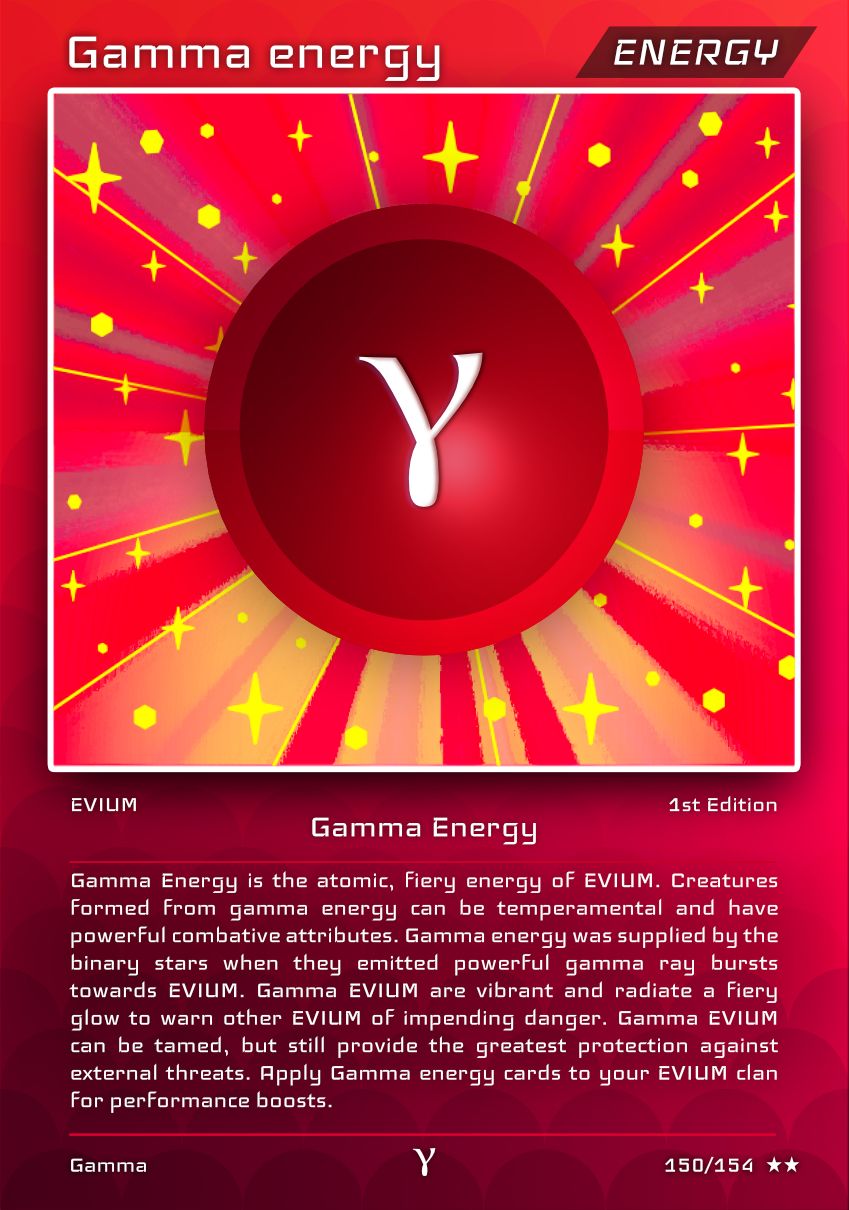 Gamma energy
ENERGY
γ
EVIUM
1st Edition
Gamma Energy
Gamma Energy is the atomic, fiery energy of EVIUM. Creatures
formed from gamma energy can be temperamental and have
powerful combative attributes. Gamma energy was supplied by the
binary stars when they emitted powerful gamma ray bursts
towards EVIUM. Gamma EVIUM are vibrant and radiate a fiery
glow to warn other EVIUM of impending danger. Gamma EVIUM
can be tamed, but still provide the greatest protection against
external threats. Apply Gamma energy cards to your EVIUM clan
for performance boosts.
Gamma
γ
150/154 ★★